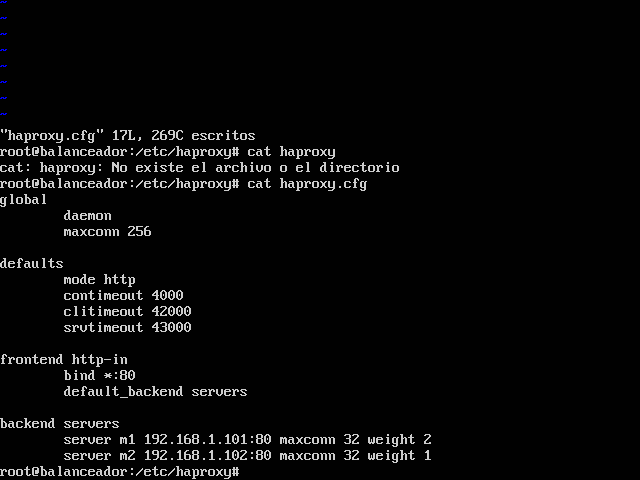 ~
~
~
~
~
~
~
~
"haproxy.cfg" 17L, 269C escritos
root@balanceador:/etc/haproxy# cat haproxy
cat: haproxy: No existe el archivo o el directorio
root@balanceador:/etc/haproxy# cat haproxy.cfg
global
        daemon
        maxconn 256

defaults
        mode http
        contimeout 4000
        clitimeout 42000
        srvtimeout 43000

frontend http-in
        bind *:80
        default_backend servers

backend servers
        server m1 192.168.1.101:80 maxconn 32 weight 2
        server m2 192.168.1.102:80 maxconn 32 weight 1
root@balanceador:/etc/haproxy#